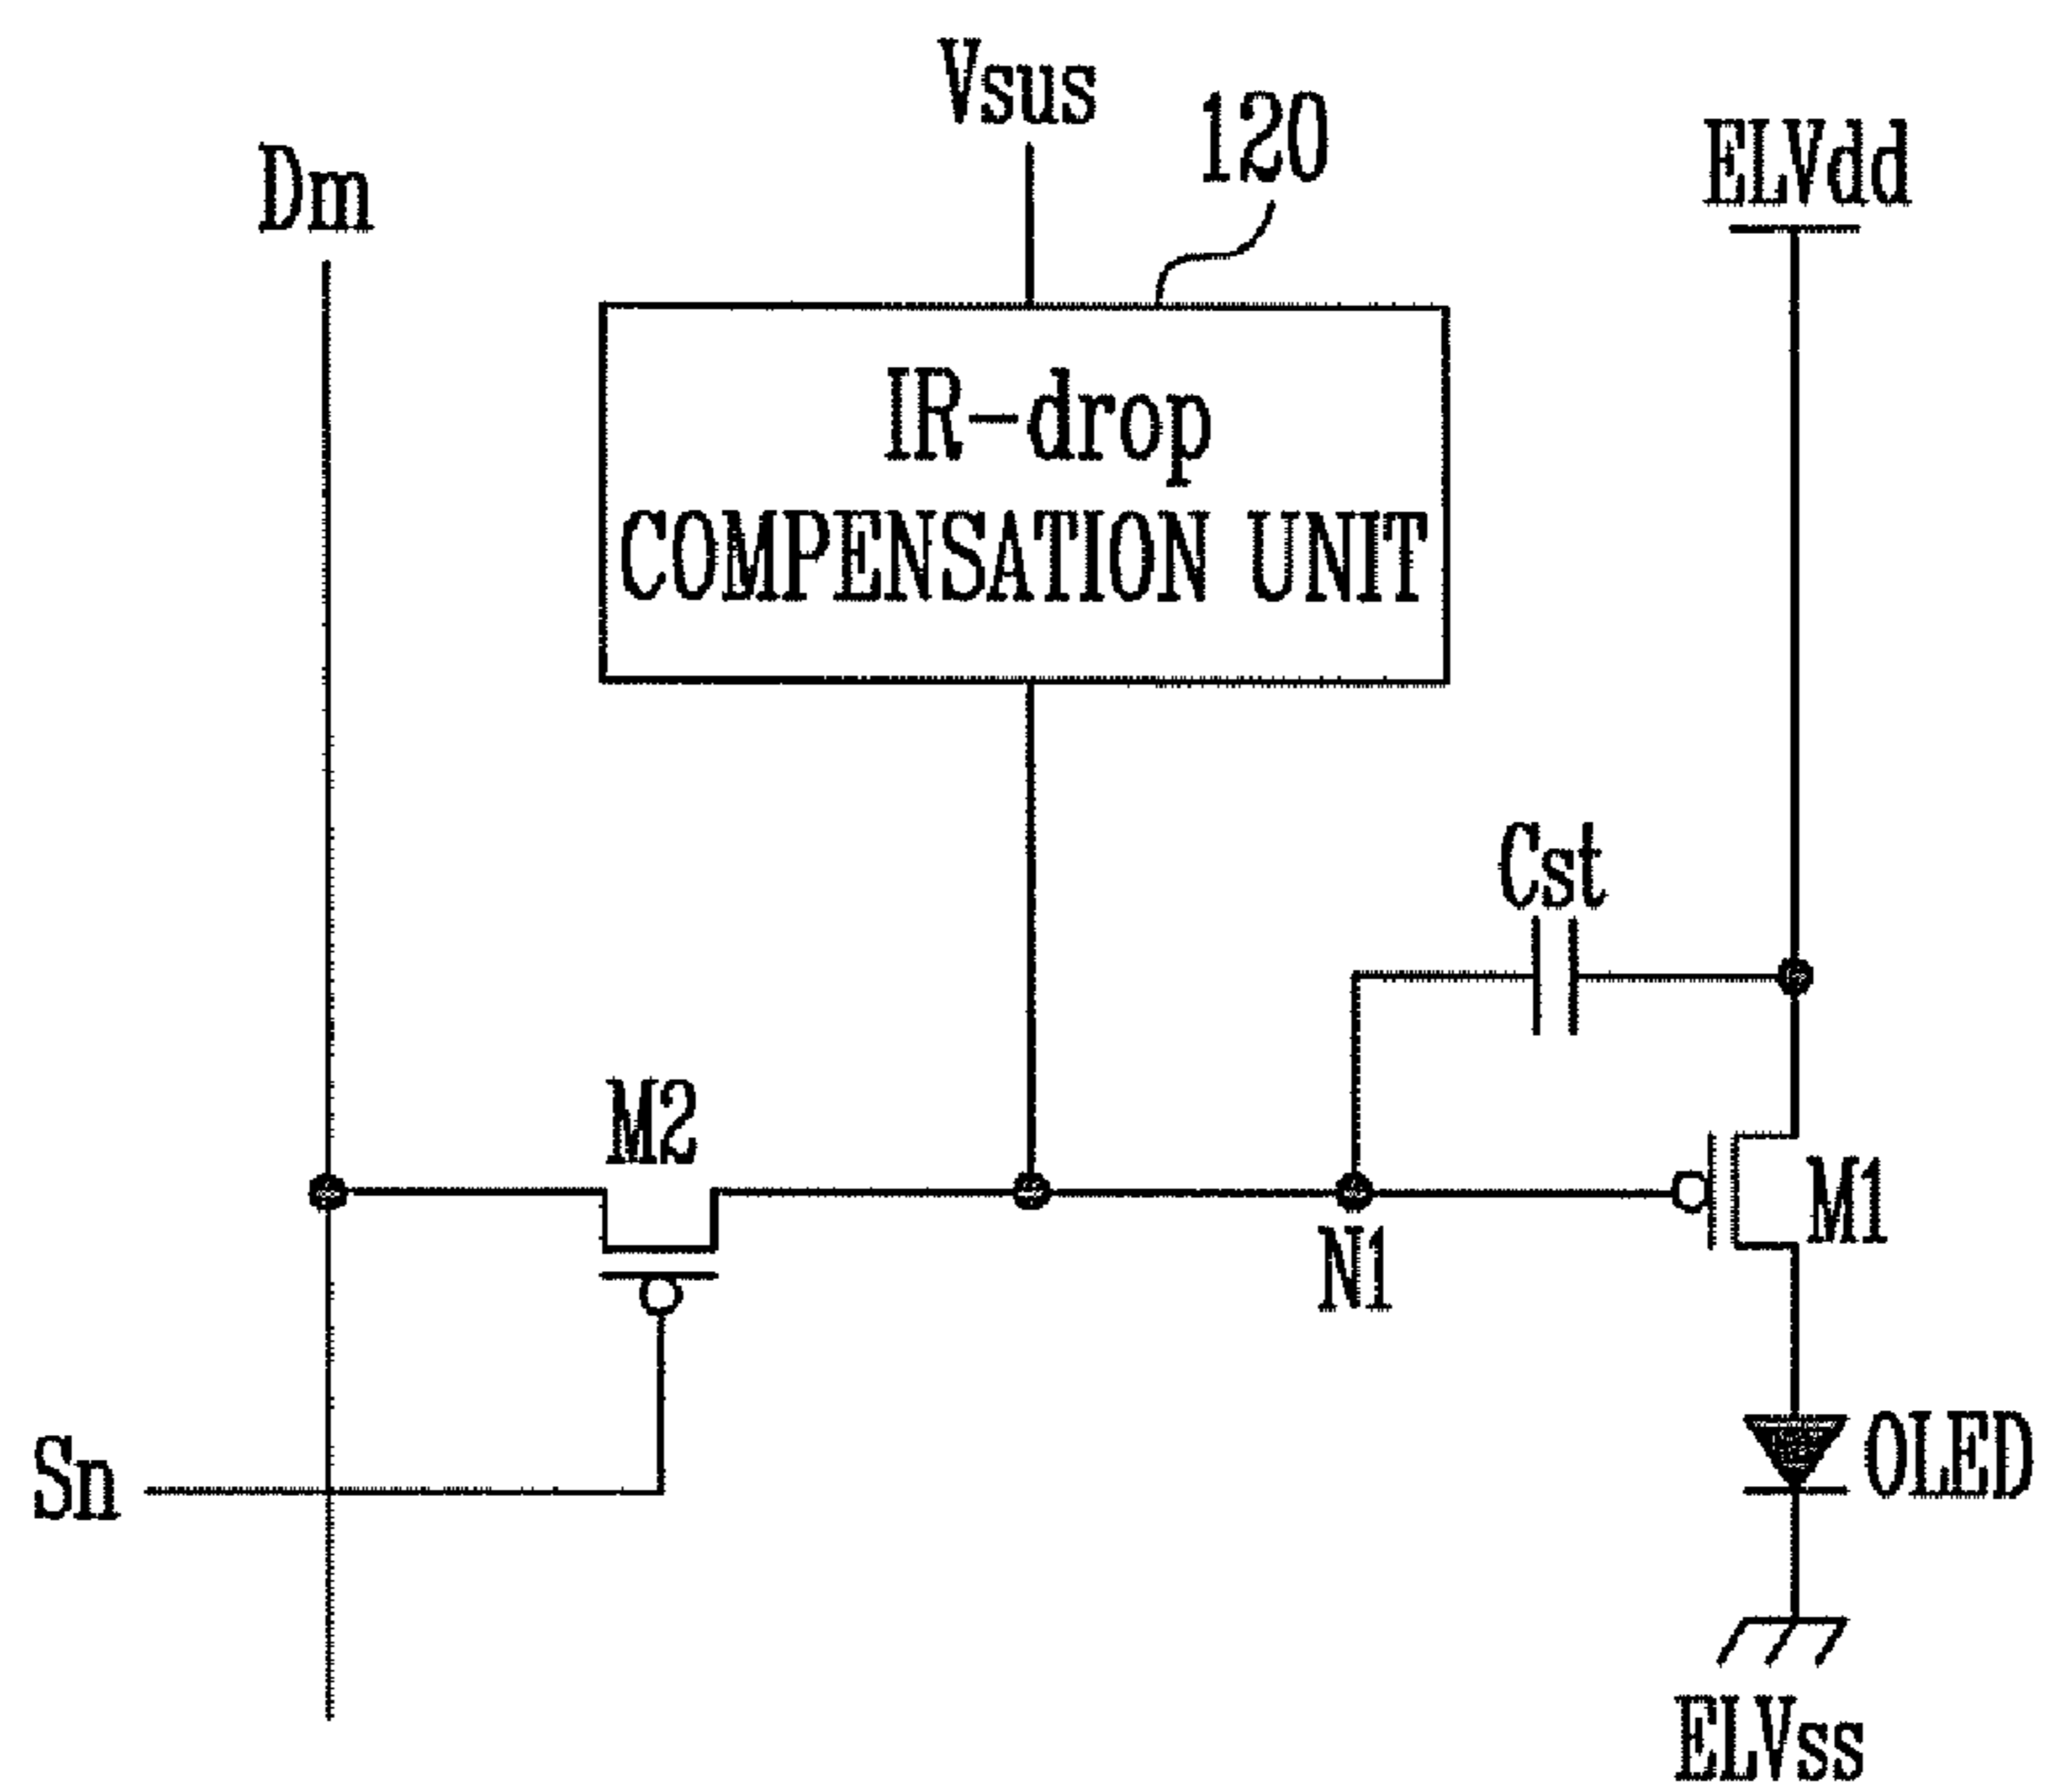 Vsus
120
ELVdd
Dm
IR-drop
COMPENSATION UNIT
Cst
M2
M1
N1
Sn
OLED
ELVss